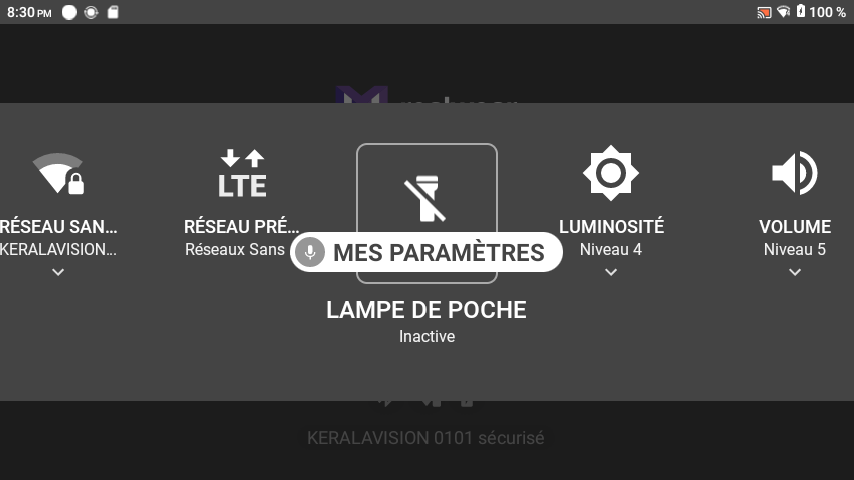 8:30 PM
100 %
RÉSEAU SAN...
KERALAVISION...
LTE
RÉSEAU PRÉ...
Réseaux Sans
LUMINOSITÉ
Niveau 4
VOLUME
Niveau 5
MES PARAMÈTRES
LAMPE DE POCHE
Inactive
KERALAVISION 0101 sécurisé